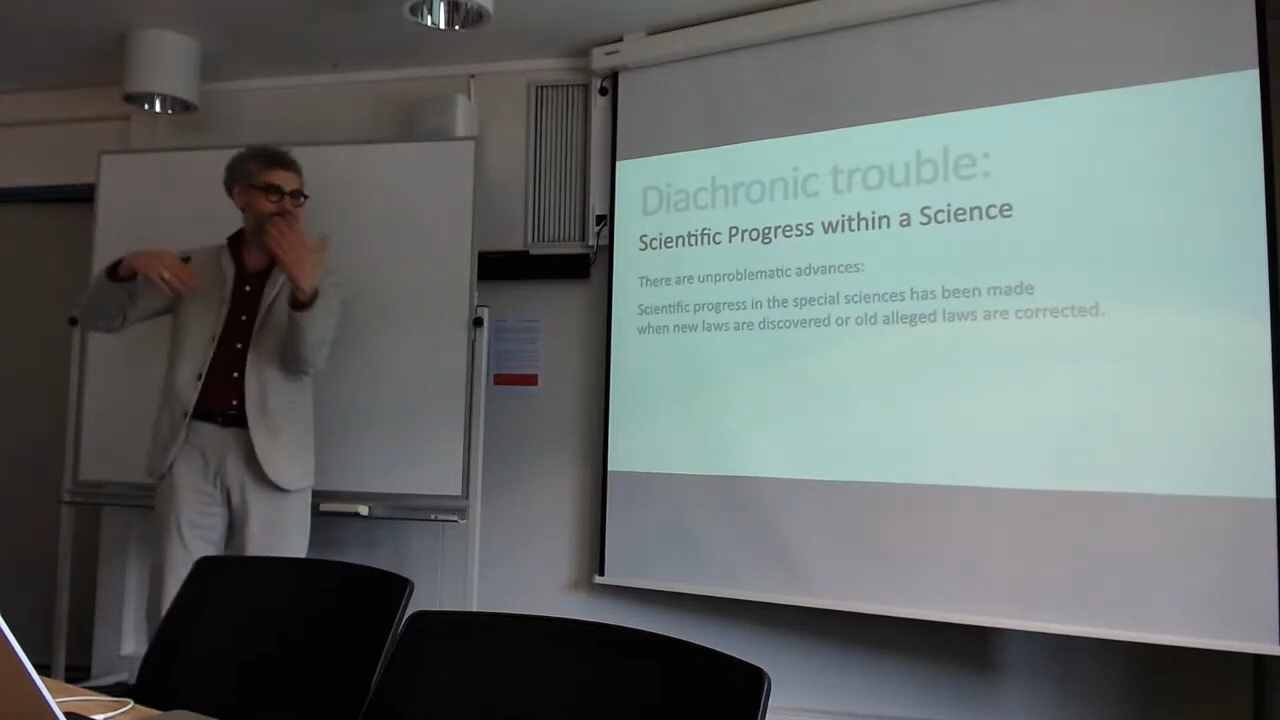 Diachronic trouble:
Scientific Progress within a Science
There are unproblematic advances:
Scientific progress in the special sciences has been made
when new laws are discovered or old alleged laws are corrected.